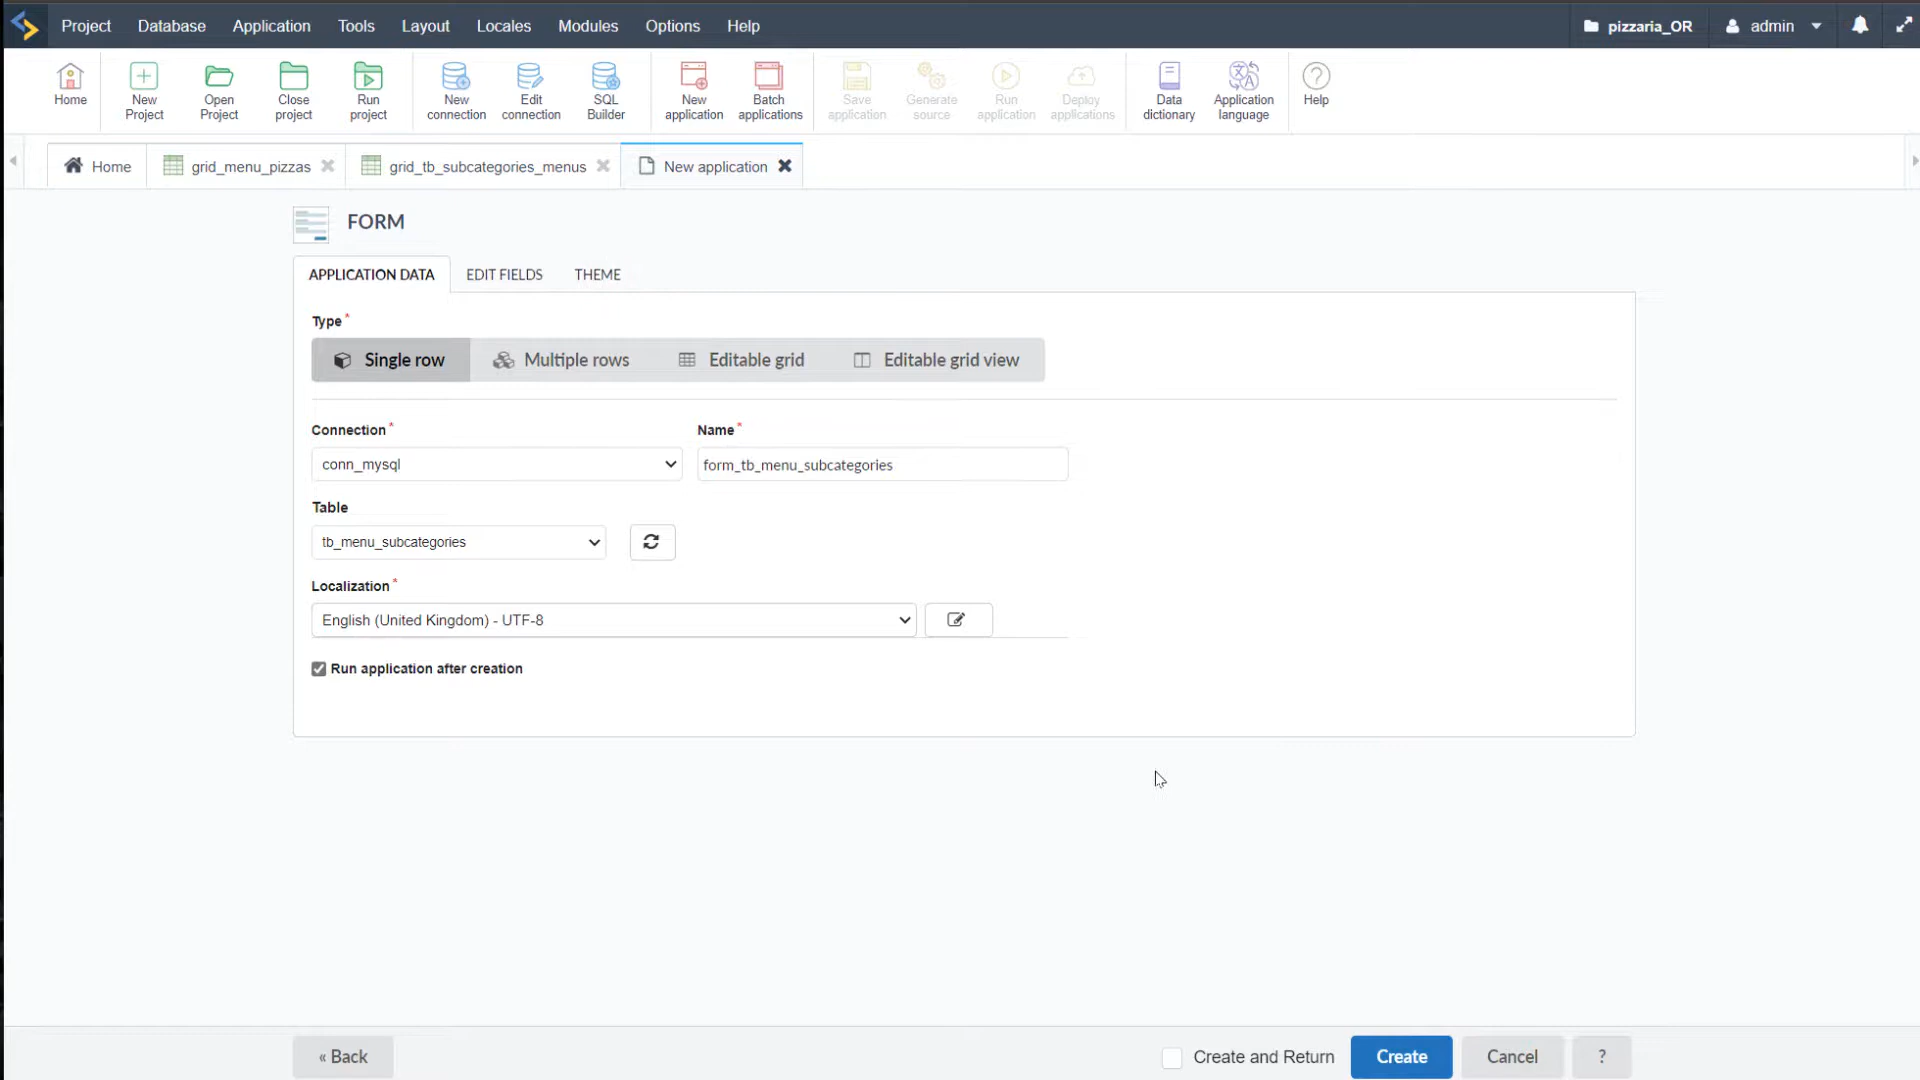 Project Database Application Tools Layout Locales Modules Options Help pizzaria_OR admin
Home New Project Open Project Close project Run project New connection Edit connection SQL Builder New application Batch applications Save application Generate source Run application Deploy applications Data dictionary Application language Help
Home grid_menu_pizzas grid_tb_subcategories_menus New application
FORM
APPLICATION DATA EDIT FIELDS THEME
Type *
Single row Multiple rows Editable grid Editable grid view
Connection * Name *
conn_mysql form_tb_menu_subcategories
Table
tb_menu_subcategories
Localization *
English (United Kingdom) - UTF-8
Run application after creation
« Back Create and Return Create Cancel ?